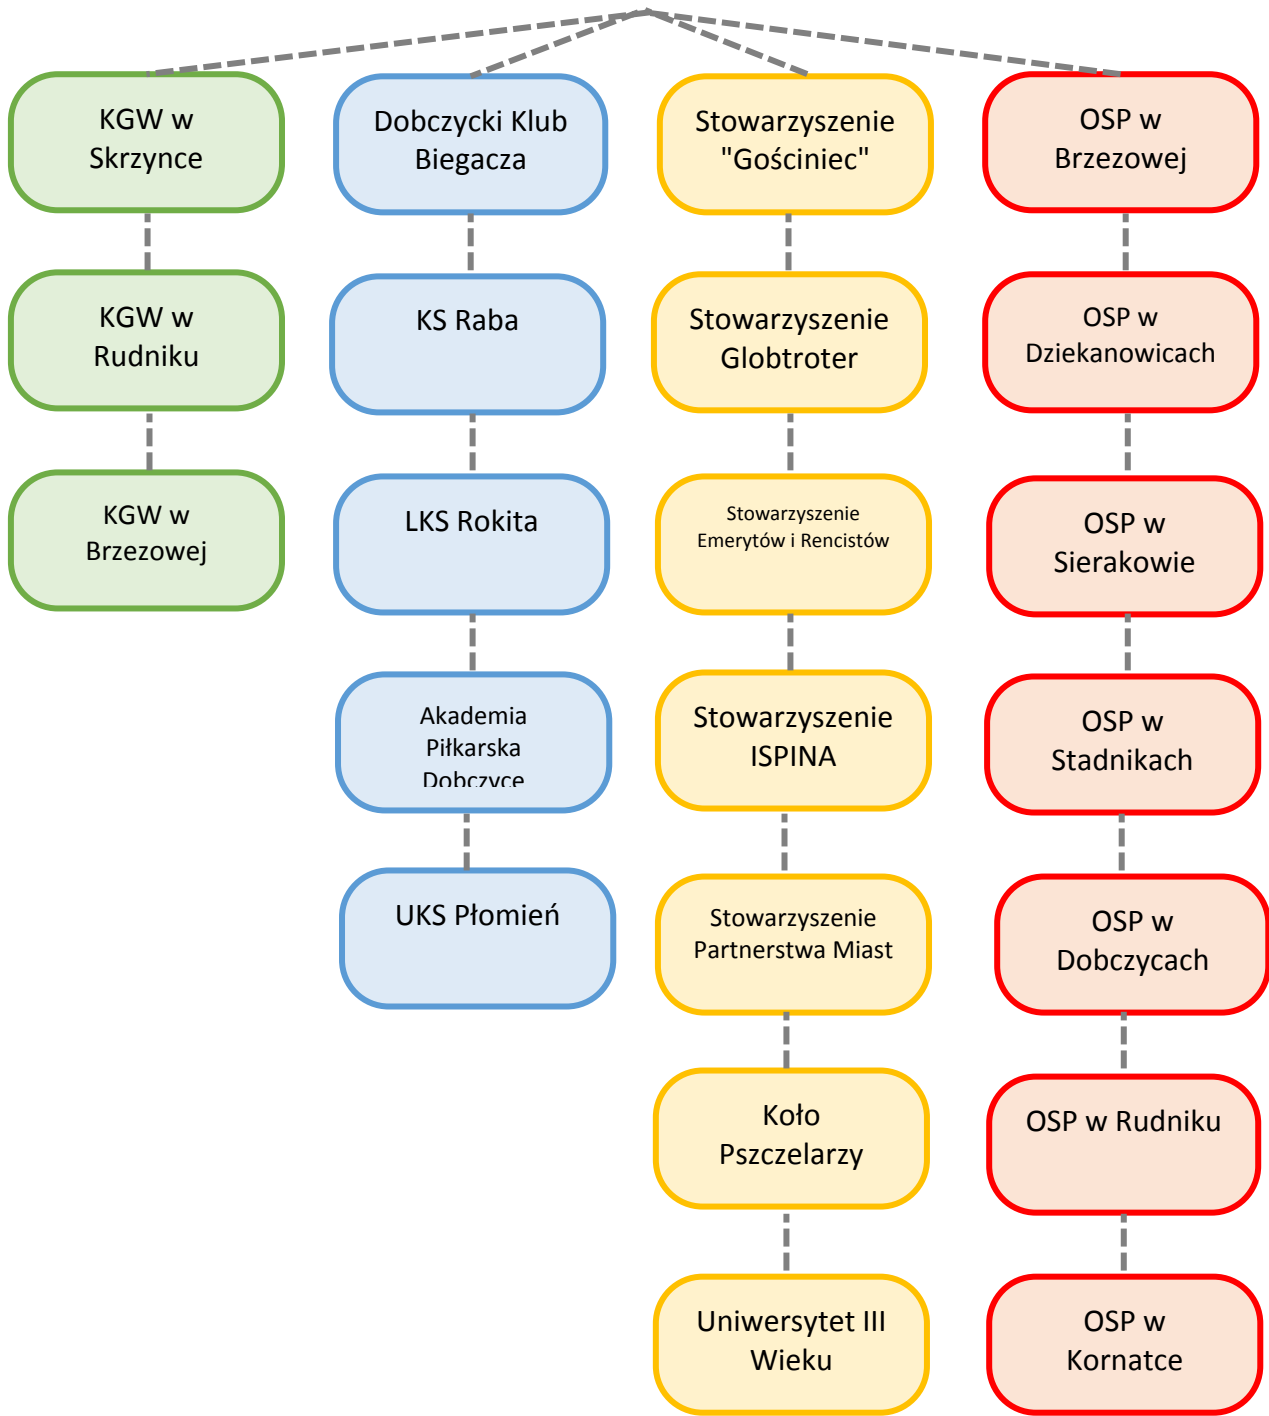 KGW w
Skrzynce
KGW w
Rudniku
KGW w
Brzezowej
Dobczycki Klub
Biegacza
KS Raba
LKS Rokita
Akademia
Piłkarska
Dobczyce
UKS Płomień
Stowarzyszenie
"Gościniec"
Stowarzyszenie
Globtroter
Stowarzyszenie
Emerytów i Rencistów
Stowarzyszenie
ISPINA
Stowarzyszenie
Partnerstwa Miast
Koło
Pszczelarzy
Uniwersytet III
Wieku
OSP w
Brzezowej
OSP w
Dziekanowicach
OSP w
Sierakowie
OSP w
Stadnikach
OSP w
Dobczycach
OSP w Rudniku
OSP w
Kornatce